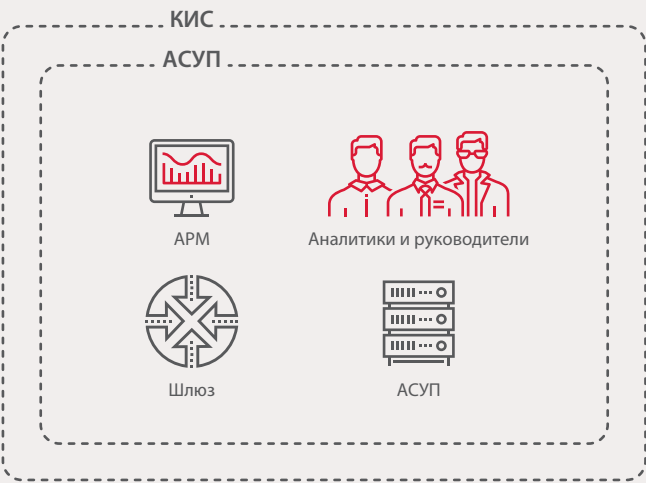 КИС
АСУП
АРМ
Аналитики и руководители
Шлюз
АСУП